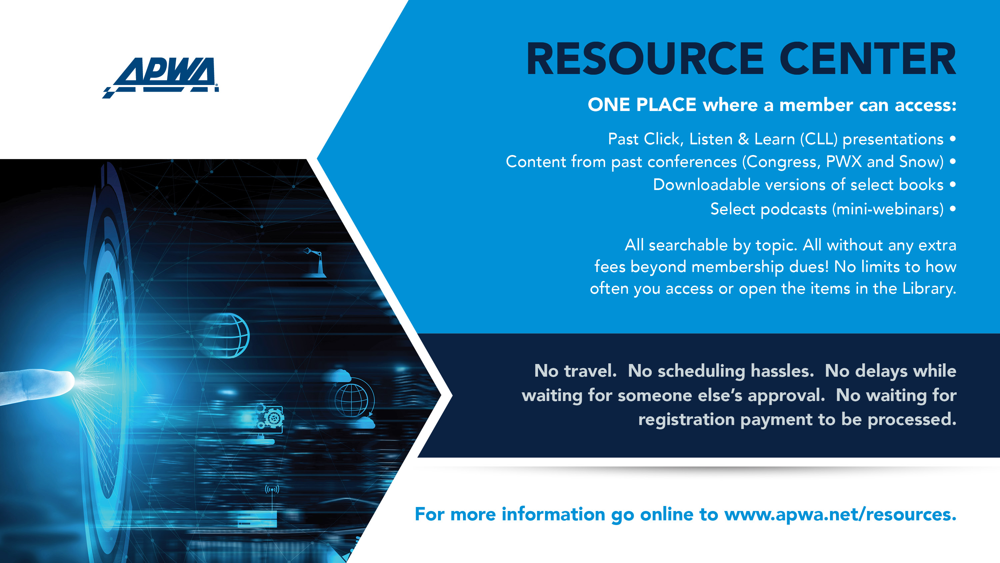 APWA®
RESOURCE CENTER
ONE PLACE where a member can access:
Past Click, Listen & Learn (CLL) presentations •
Content from past conferences (Congress, PWX and Snow) •
Downloadable versions of select books •
Select podcasts (mini-webinars) •
All searchable by topic. All without any extra
fees beyond membership dues! No limits to how
often you access or open the items in the Library.
No travel.  No scheduling hassles.  No delays while
waiting for someone else’s approval.  No waiting for
registration payment to be processed.
For more information go online to www.apwa.net/resources.